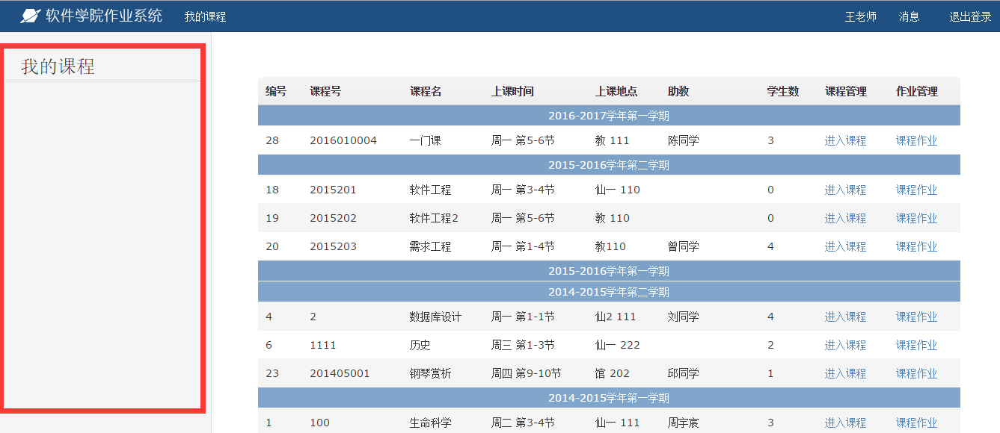 软件学院作业系统 我的课程 王老师 消息 退出登录
我的课程
编号 课程号 课程名 上课时间 上课地点 助教 学生数 课程管理 作业管理
2016-2017学年第一学期
28 2016010004 一门课 周一 第5-6节 教 111 陈同学 3 进入课程 课程作业
2015-2016学年第二学期
18 2015201 软件工程 周一 第3-4节 仙一 110 0 进入课程 课程作业
19 2015202 软件工程2 周一 第5-6节 教 110 0 进入课程 课程作业
20 2015203 需求工程 周一 第1-4节 教110 曾同学 4 进入课程 课程作业
2015-2016学年第一学期
2014-2015学年第二学期
4 2 数据库设计 周一 第1-1节 仙2 111 刘同学 4 进入课程 课程作业
6 1111 历史 周三 第1-3节 仙一 222 2 进入课程 课程作业
23 201405001 钢琴赏析 周四 第9-10节 馆 202 邱同学 1 进入课程 课程作业
2014-2015学年第一学期
1 100 生命科学 周二 第3-4节 仙一 111 周宇宸 3 进入课程 课程作业